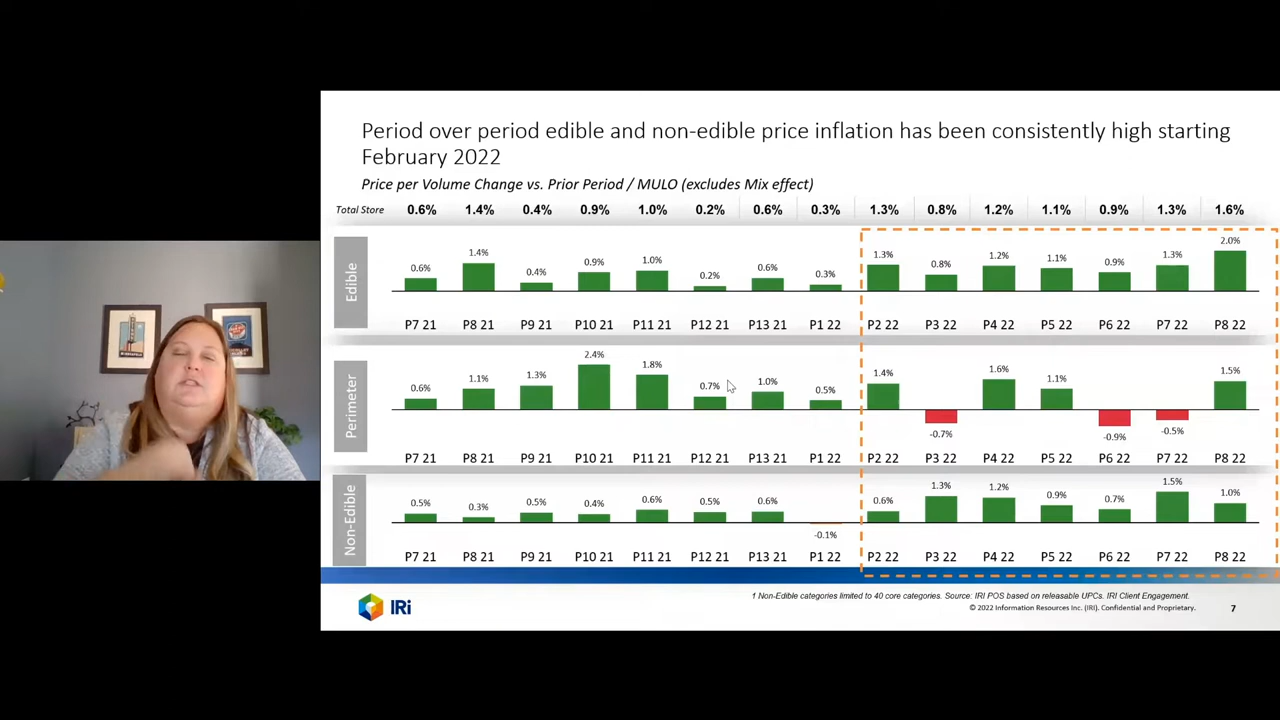 Period over period edible and non-edible price inflation has been consistently high starting
February 2022
Price per Volume Change vs. Prior Period / MULO (excludes Mix effect)
Total Store 0.6% 1.4% 0.4% 0.9% 1.0% 0.2% 0.6% 0.3% 1.3% 0.8% 1.2% 1.1% 0.9% 1.3% 1.6%
Edible
0.6% 1.4% 0.4% 0.9% 1.0% 0.2% 0.6% 0.3% 1.3% 0.8% 1.2% 1.1% 0.9% 1.3% 2.0%
P7 21 P8 21 P9 21 P10 21 P11 21 P12 21 P13 21 P1 22 P2 22 P3 22 P4 22 P5 22 P6 22 P7 22 P8 22
Perimeter
0.6% 1.1% 1.3% 2.4% 1.8% 0.7% 1.0% 0.5% 1.4% -0.7% 1.6% 1.1% -0.9% -0.5% 1.5%
P7 21 P8 21 P9 21 P10 21 P11 21 P12 21 P13 21 P1 22 P2 22 P3 22 P4 22 P5 22 P6 22 P7 22 P8 22
Non-Edible
0.5% 0.3% 0.5% 0.4% 0.6% 0.5% 0.6% -0.1% 0.6% 1.3% 1.2% 0.9% 0.7% 1.5% 1.0%
P7 21 P8 21 P9 21 P10 21 P11 21 P12 21 P13 21 P1 22 P2 22 P3 22 P4 22 P5 22 P6 22 P7 22 P8 22
IRi
1 Non-Edible categories limited to 40 core categories. Source: IRI POS based on releasable UPCs. IRI Client Engagement.
© 2022 Information Resources Inc. (IRI). Confidential and Proprietary. 7
MINNEAPOLIS